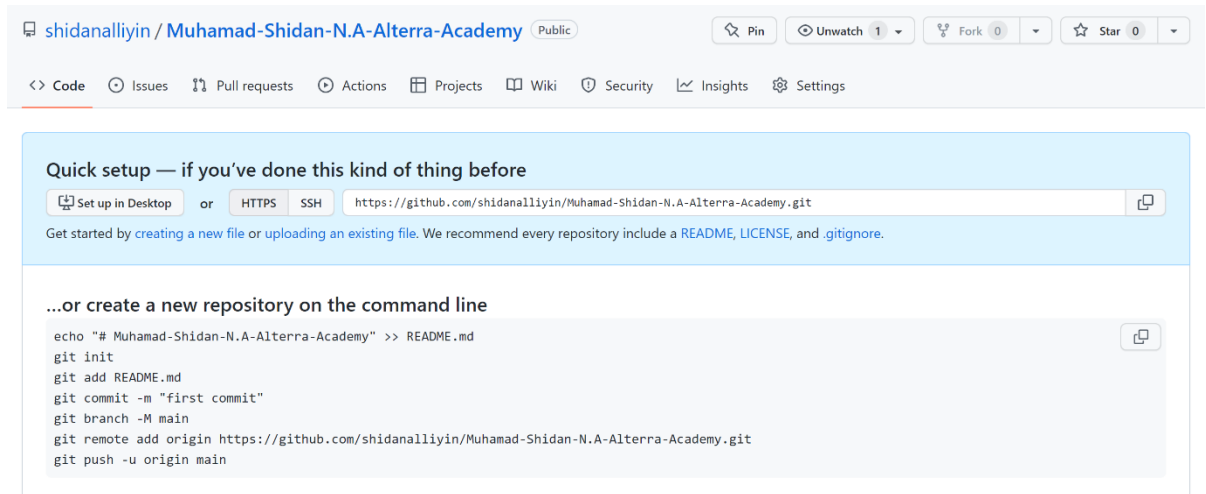 shidanalliyin / Muhamad-Shidan-N.A-Alterra-Academy Public Pin Unwatch 1 Fork 0 Star 0
Code Issues Pull requests Actions Projects Wiki Security Insights Settings
Quick setup — if you’ve done this kind of thing before
Set up in Desktop or HTTPS SSH https://github.com/shidanalliyin/Muhamad-Shidan-N.A-Alterra-Academy.git
Get started by creating a new file or uploading an existing file. We recommend every repository include a README, LICENSE, and .gitignore.
…or create a new repository on the command line
echo "# Muhamad-Shidan-N.A-Alterra-Academy" >> README.md
git init
git add README.md
git commit -m "first commit"
git branch -M main
git remote add origin https://github.com/shidanalliyin/Muhamad-Shidan-N.A-Alterra-Academy.git
git push -u origin main